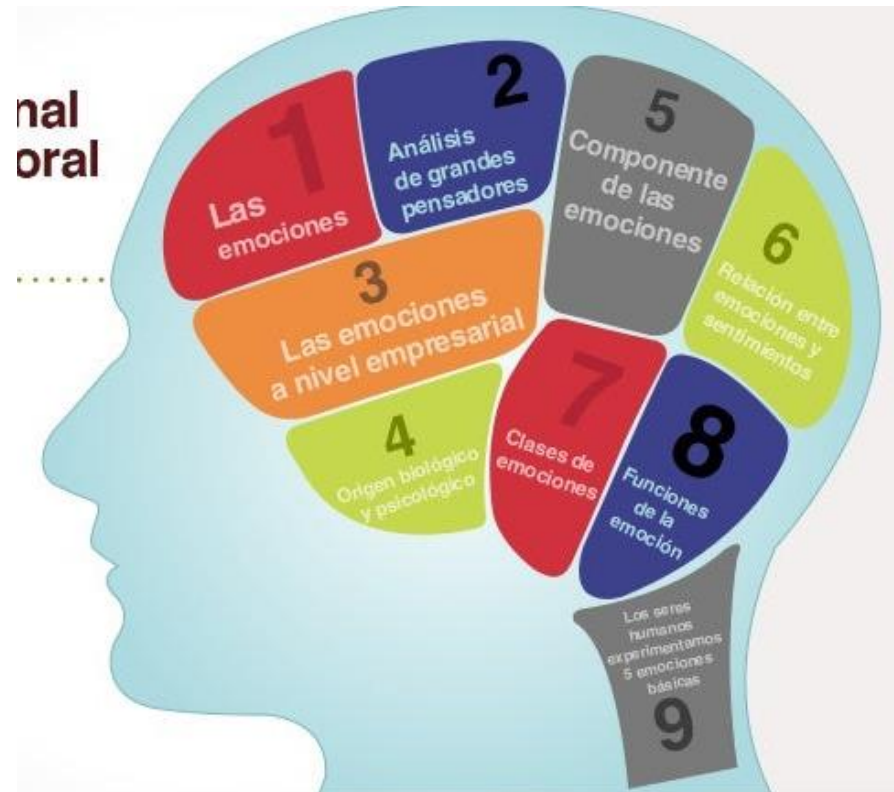 nal
oral
1
Las
emociones
2
Análisis
de grandes
pensadores
3
Las emociones
a nivel empresarial
4
Origen biológico
y psicológico
5
Componente
de las
emociones
6
Relación entre
emociones y
sentimientos
7
Clases de
emociones
8
Funciones
de la
emoción
Los seres
humanos
experimentamos
5 emociones
básicas
9